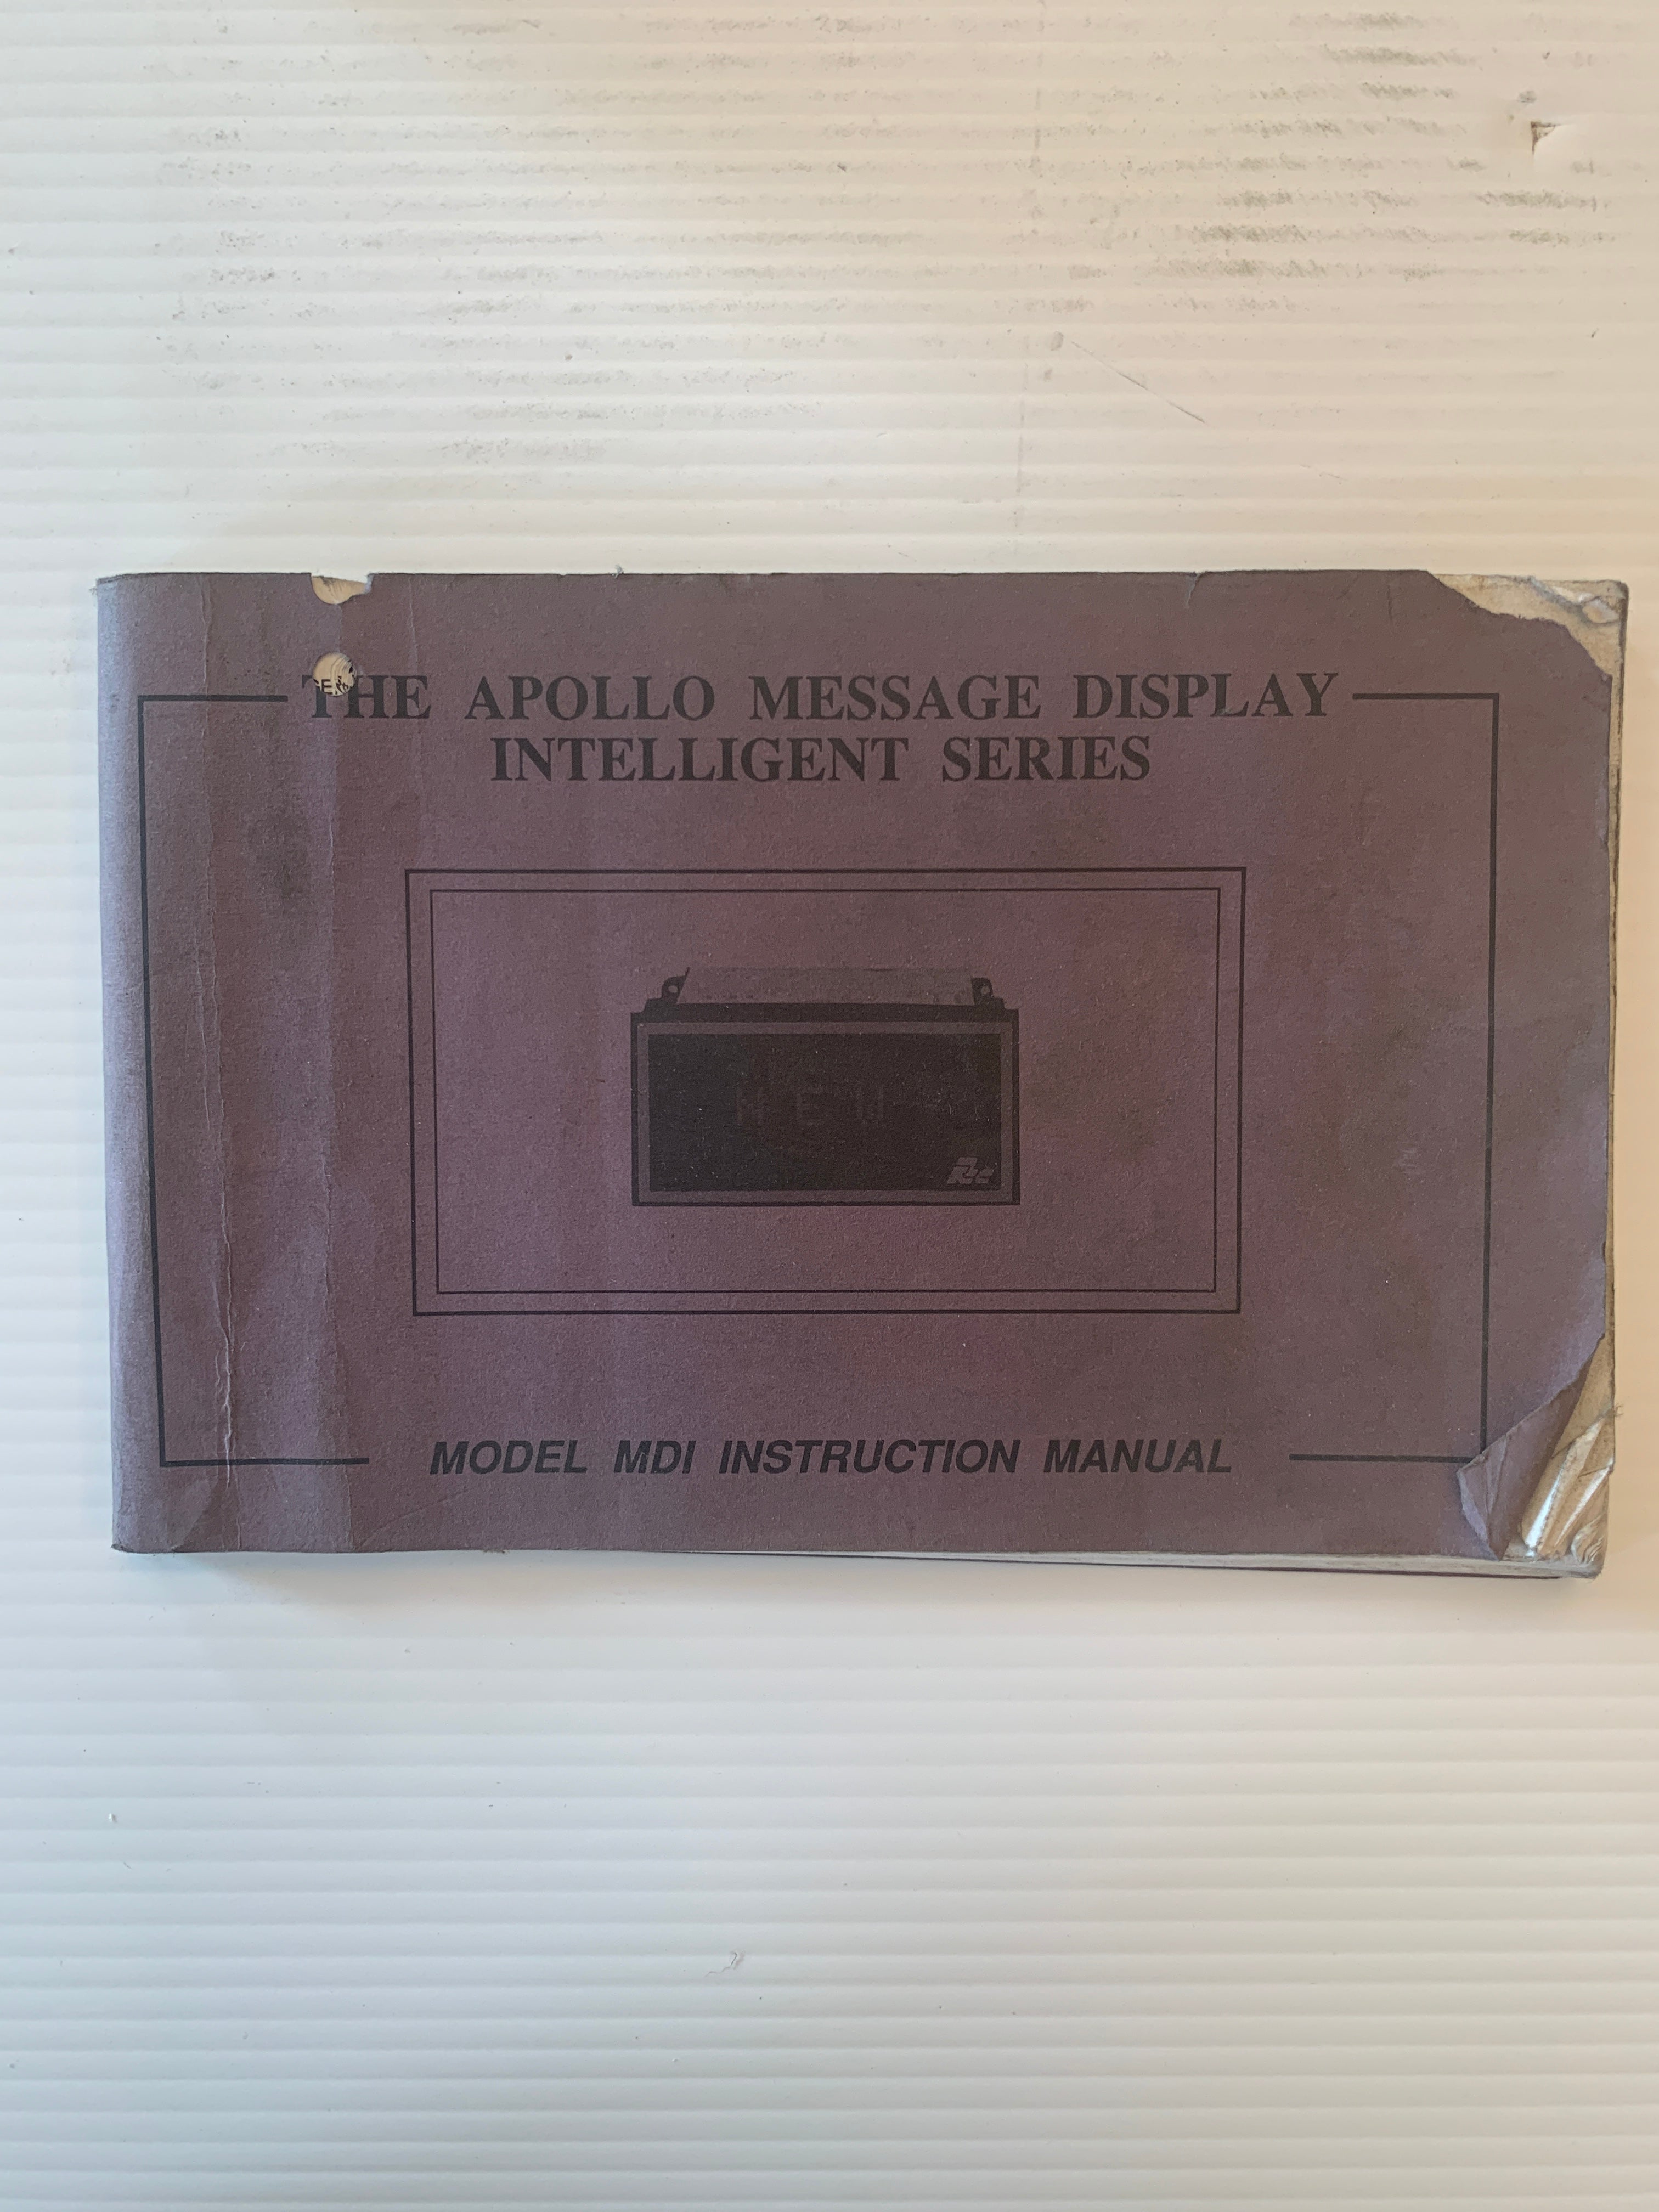 THE APOLLO MESSAGE DISPLAY
INTELLIGENT SERIES
MODEL MDI INSTRUCTION MANUAL